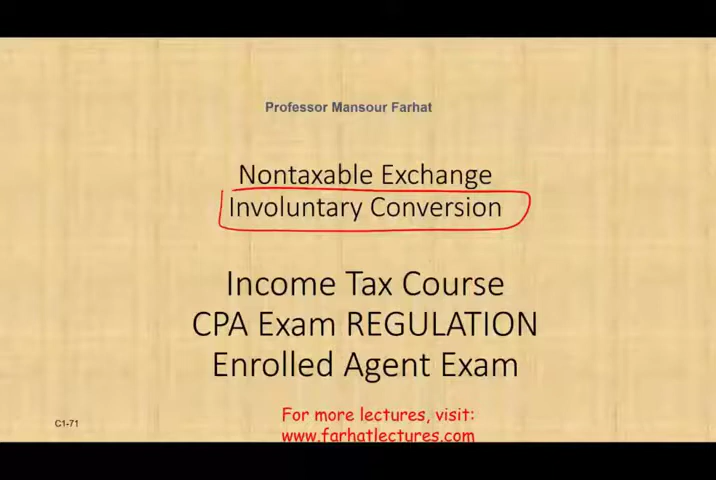 Professor Mansour Farhat
Nontaxable Exchange
Involuntary Conversion
Income Tax Course
CPA Exam REGULATION
Enrolled Agent Exam
For more lectures, visit:
www.farhatlectures.com
C1-71